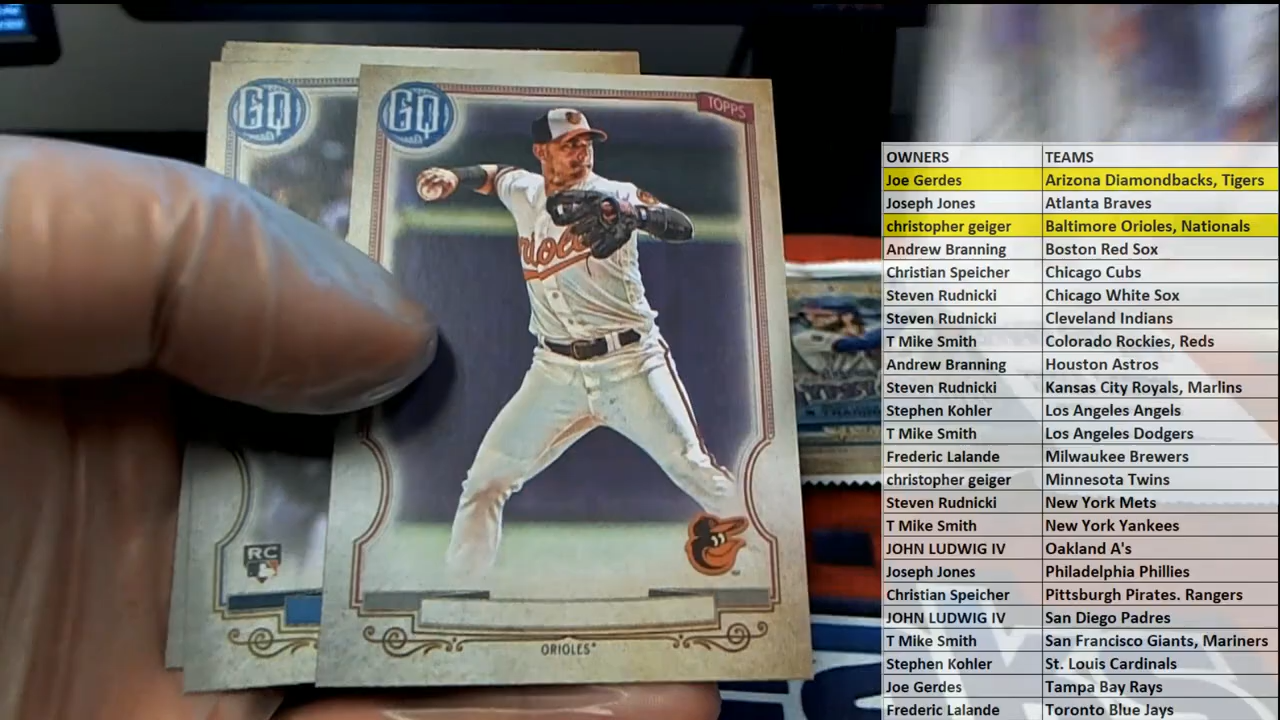 GQ
GQ
TOPPS
Orioles
RC
ORIOLES
OWNERS TEAMS
Joe Gerdes Arizona Diamondbacks, Tigers
Joseph Jones Atlanta Braves
christopher geiger Baltimore Orioles, Nationals
Andrew Branning Boston Red Sox
Christian Speicher Chicago Cubs
Steven Rudnicki Chicago White Sox
Steven Rudnicki Cleveland Indians
T Mike Smith Colorado Rockies, Reds
Andrew Branning Houston Astros
Steven Rudnicki Kansas City Royals, Marlins
Stephen Kohler Los Angeles Angels
T Mike Smith Los Angeles Dodgers
Frederic Lalande Milwaukee Brewers
christopher geiger Minnesota Twins
Steven Rudnicki New York Mets
T Mike Smith New York Yankees
JOHN LUDWIG IV Oakland A's
Joseph Jones Philadelphia Phillies
Christian Speicher Pittsburgh Pirates. Rangers
JOHN LUDWIG IV San Diego Padres
T Mike Smith San Francisco Giants, Mariners
Stephen Kohler St. Louis Cardinals
Joe Gerdes Tampa Bay Rays
Frederic Lalande Toronto Blue Jays